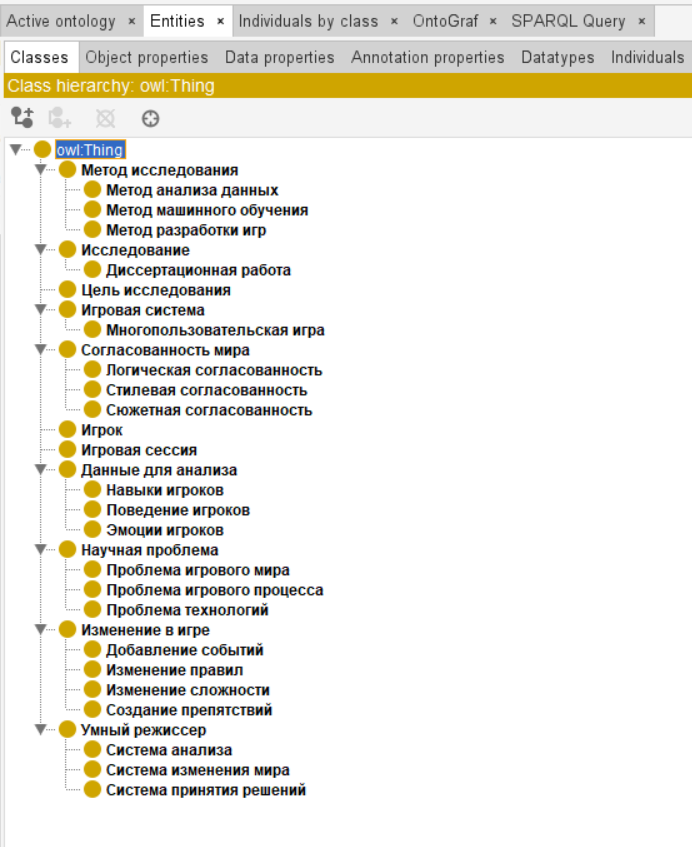 Active ontology × Entities × Individuals by class × OntoGraf × SPARQL Query ×
Classes Object properties Data properties Annotation properties Datatypes Individuals
Class hierarchy: owl:Thing
owl:Thing
Метод исследования
Метод анализа данных
Метод машинного обучения
Метод разработки игр
Исследование
Диссертационная работа
Цель исследования
Игровая система
Многопользовательская игра
Согласованность мира
Логическая согласованность
Стилевая согласованность
Сюжетная согласованность
Игрок
Игровая сессия
Данные для анализа
Навыки игроков
Поведение игроков
Эмоции игроков
Научная проблема
Проблема игрового мира
Проблема игрового процесса
Проблема технологий
Изменение в игре
Добавление событий
Изменение правил
Изменение сложности
Создание препятствий
Умный режиссер
Система анализа
Система изменения мира
Система принятия решений